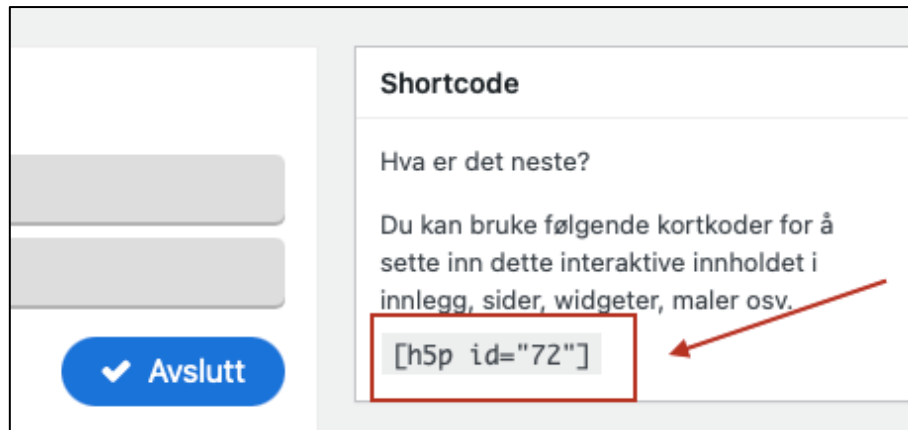 Shortcode
Hva er det neste?
Du kan bruke følgende kortkoder for å
sette inn dette interaktive innholdet i
innlegg, sider, widgeter, maler osv.
[h5p id="72"]
Avslutt